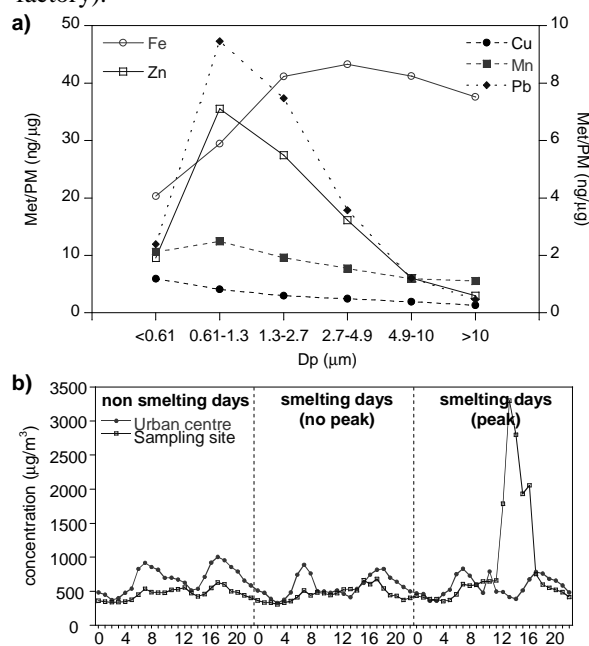 factory).
a)
50
10
Fe
Cu
Zn
Mn
Pb
40
8
30
6
20
4
10
2
0
0
Met/PM (ng/µg)
Met/PM (ng/µg)
<0.61 0.61-1.3 1.3-2.7 2.7-4.9 4.9-10 >10
Dp (µm)
b)
3500
3000
2500
2000
1500
1000
500
0
concentration (µg/m3)
non smelting days
smelting days
(no peak)
smelting days
(peak)
Urban centre
Sampling site
0 4 8 12 16 20 0 4 8 12 16 20 0 4 8 12 16 20